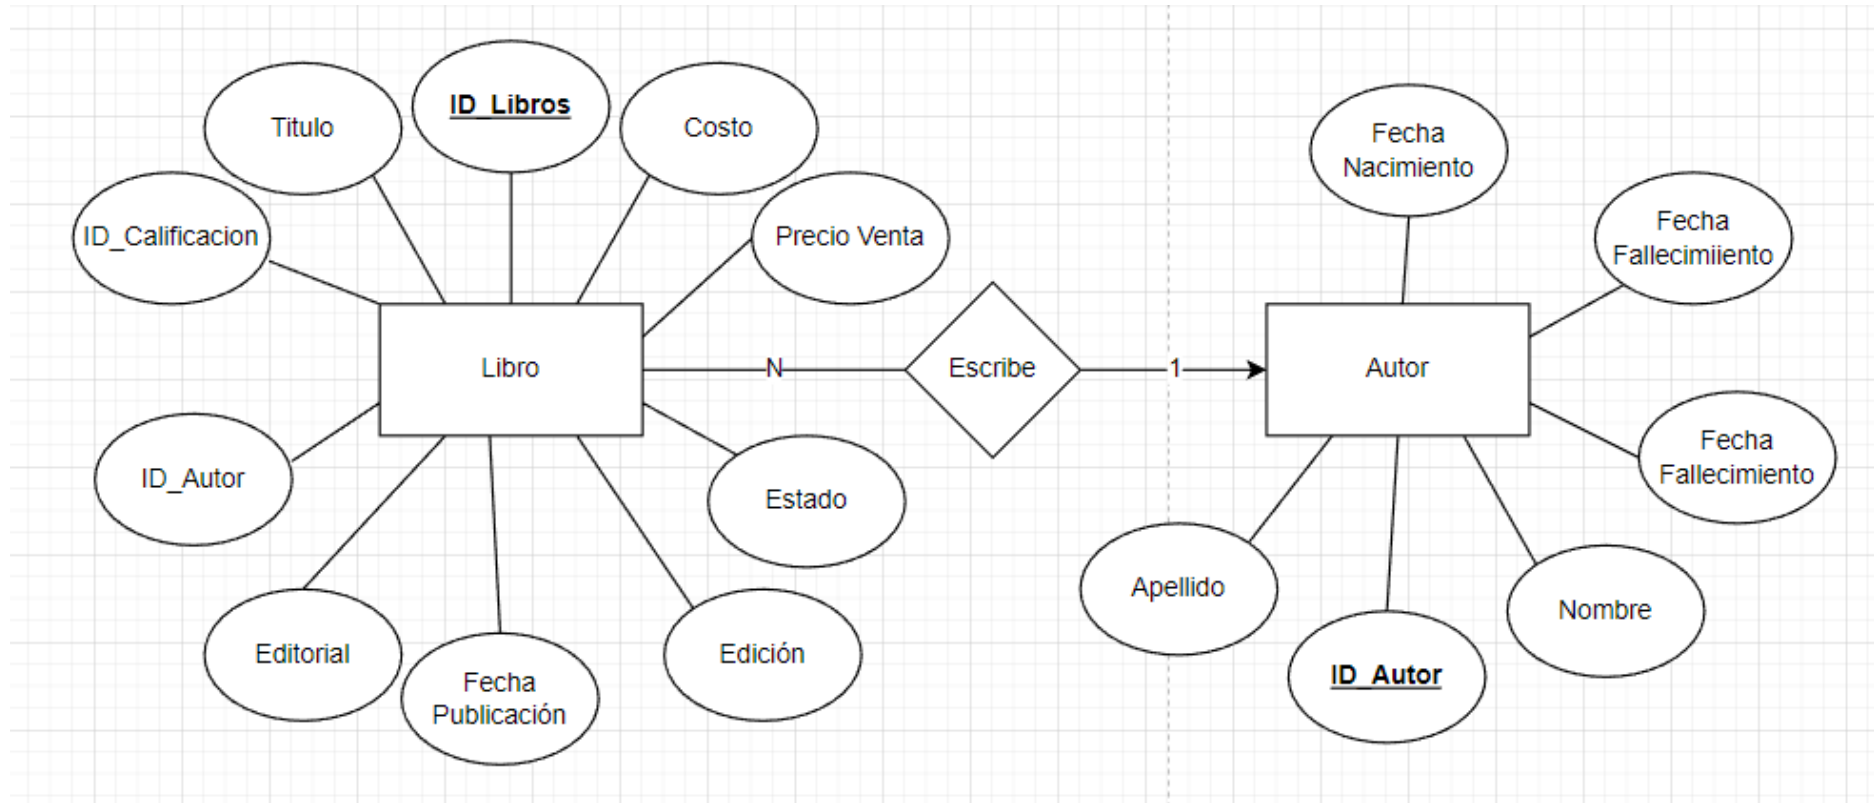 ID_Libros
Titulo
Costo
Fecha
Nacimiento
ID_Calificacion
Precio Venta
Fecha
Fallecimiiento
Libro
N
Escribe
1
Autor
Fecha
Fallecimiento
ID_Autor
Estado
Apellido
Nombre
Editorial
Fecha
Publicación
Edición
ID_Autor